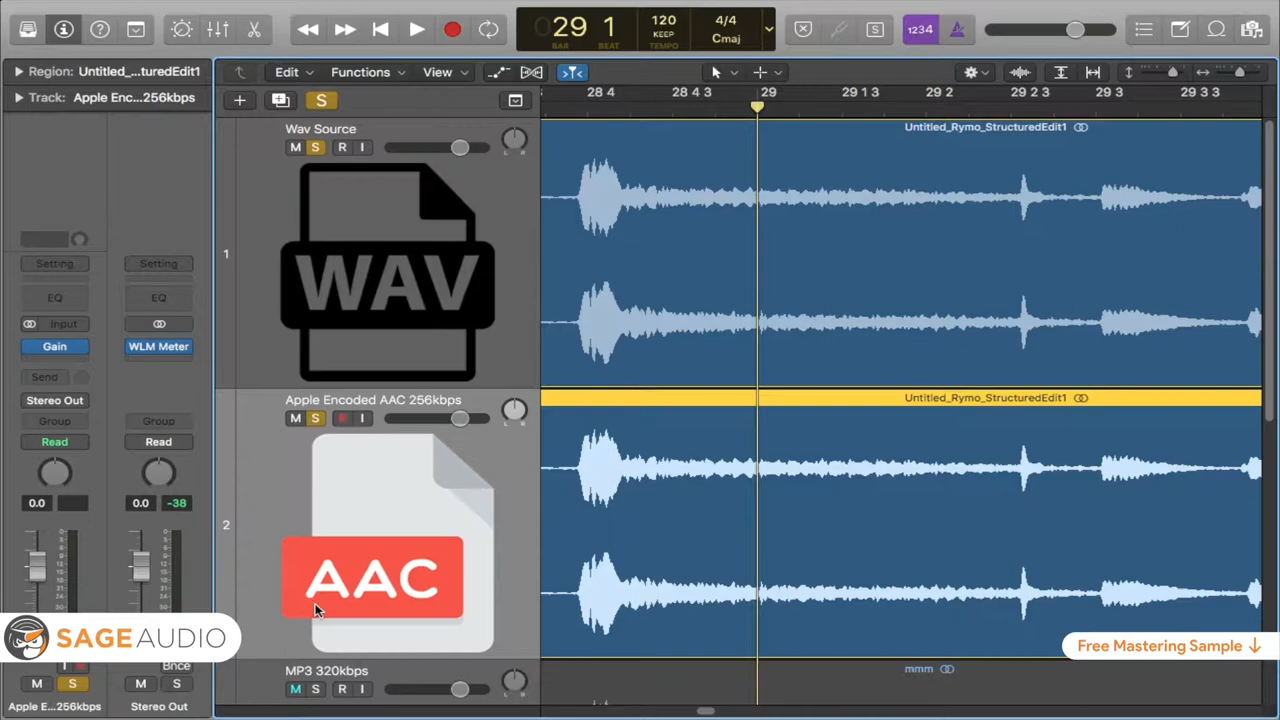 29 1
BAR BEAT
120
KEEP
TEMPO
4/4
Cmaj
1234
Region: Untitled_...turedEdit1
Track: Apple Enc...256kbps
Edit
Functions
View
S
28 4
28 4 3
29
29 1 3
29 2
29 2 3
29 3
29 3 3
Wav Source
M S R I
L R
WAV
1
Untitled_Rymo_StructuredEdit1
Setting
Setting
EQ
EQ
Input
Gain
WLM Meter
Send
Stereo Out
Group
Group
Read
Read
0.0
0.0 -38
Apple Encoded AAC 256kbps
M S R I
L R
AAC
2
Untitled_Rymo_StructuredEdit1
SAGE AUDIO
Free Mastering Sample ↓
I R
Bnce
M S
M S
Apple E...256kbps
Stereo Out
MP3 320kbps
M S R I
L R
mmm